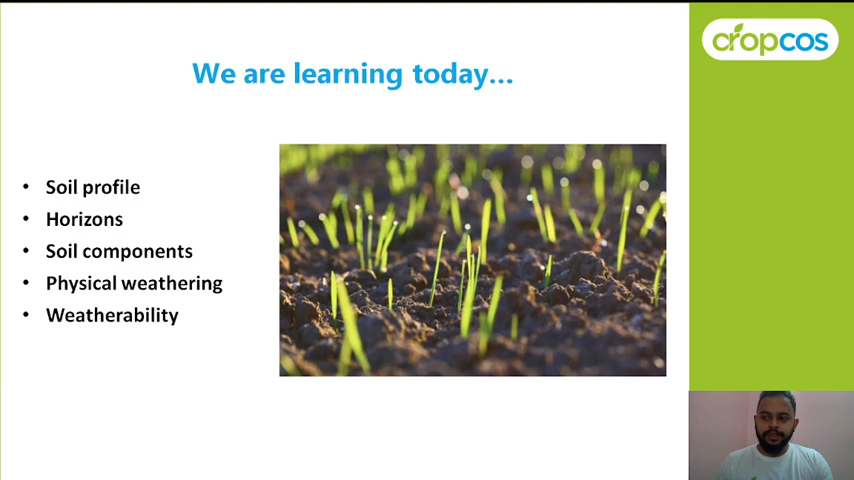 cropcos
We are learning today...
• Soil profile
• Horizons
• Soil components
• Physical weathering
• Weatherability